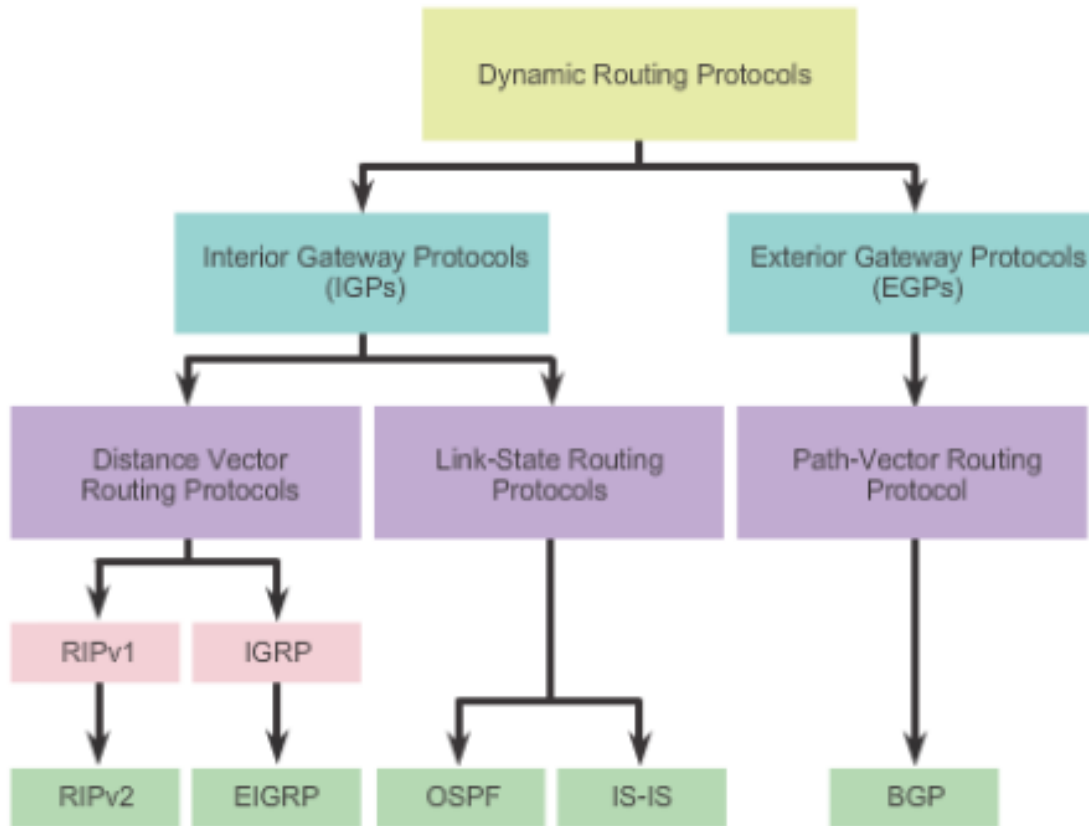 Dynamic Routing Protocols
Interior Gateway Protocols
(IGPs)
Exterior Gateway Protocols
(EGPs)
Distance Vector
Routing Protocols
Link-State Routing
Protocols
Path-Vector Routing
Protocol
RIPv1
IGRP
RIPv2
EIGRP
OSPF
IS-IS
BGP